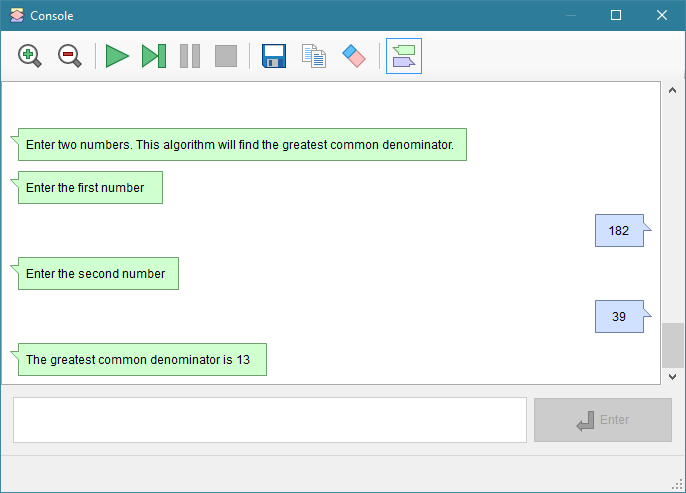 Console
Enter two numbers. This algorithm will find the greatest common denominator.
Enter the first number
182
Enter the second number
39
The greatest common denominator is 13
Enter